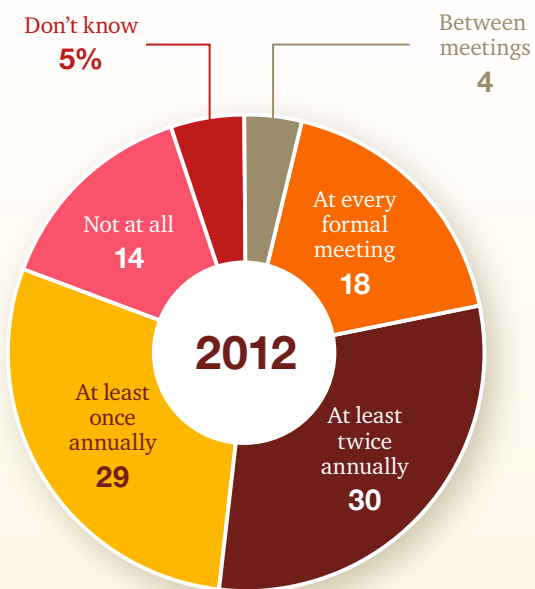 Don’t know
5%
Between
meetings
4
At every
formal
meeting
18
At least
twice
annually
30
At least
once
annually
29
Not at all
14
2012